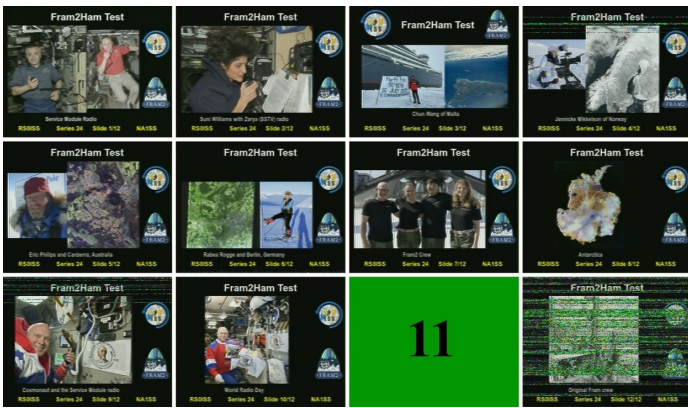 Fram2Ham Test
Service Module Radio
RS0ISS Series 24 Slide 1/12 NA1SS
Fram2Ham Test
Suni Williams with Zarya (SSTV) radio
RS0ISS Series 24 Slide 2/12 NA1SS
Fram2Ham Test
Chun Wang of Malta
RS0ISS Series 24 Slide 3/12 NA1SS
Fram2Ham Test
Jannicke Mikkelsen of Norway
RS0ISS Series 24 Slide 4/12 NA1SS
Fram2Ham Test
Eric Philips and Canberra, Australia
RS0ISS Series 24 Slide 5/12 NA1SS
Fram2Ham Test
Rabea Rogge and Berlin, Germany
RS0ISS Series 24 Slide 6/12 NA1SS
Fram2Ham Test
Fram2 Crew
RS0ISS Series 24 Slide 7/12 NA1SS
Fram2Ham Test
Antarctica
RS0ISS Series 24 Slide 8/12 NA1SS
Fram2Ham Test
Cosmonaut and the Service Module radio
RS0ISS Series 24 Slide 9/12 NA1SS
Fram2Ham Test
World Radio Day
RS0ISS Series 24 Slide 10/12 NA1SS
11
Fram2Ham Test
Original Fram crew
RS0ISS Series 24 Slide 12/12 NA1SS